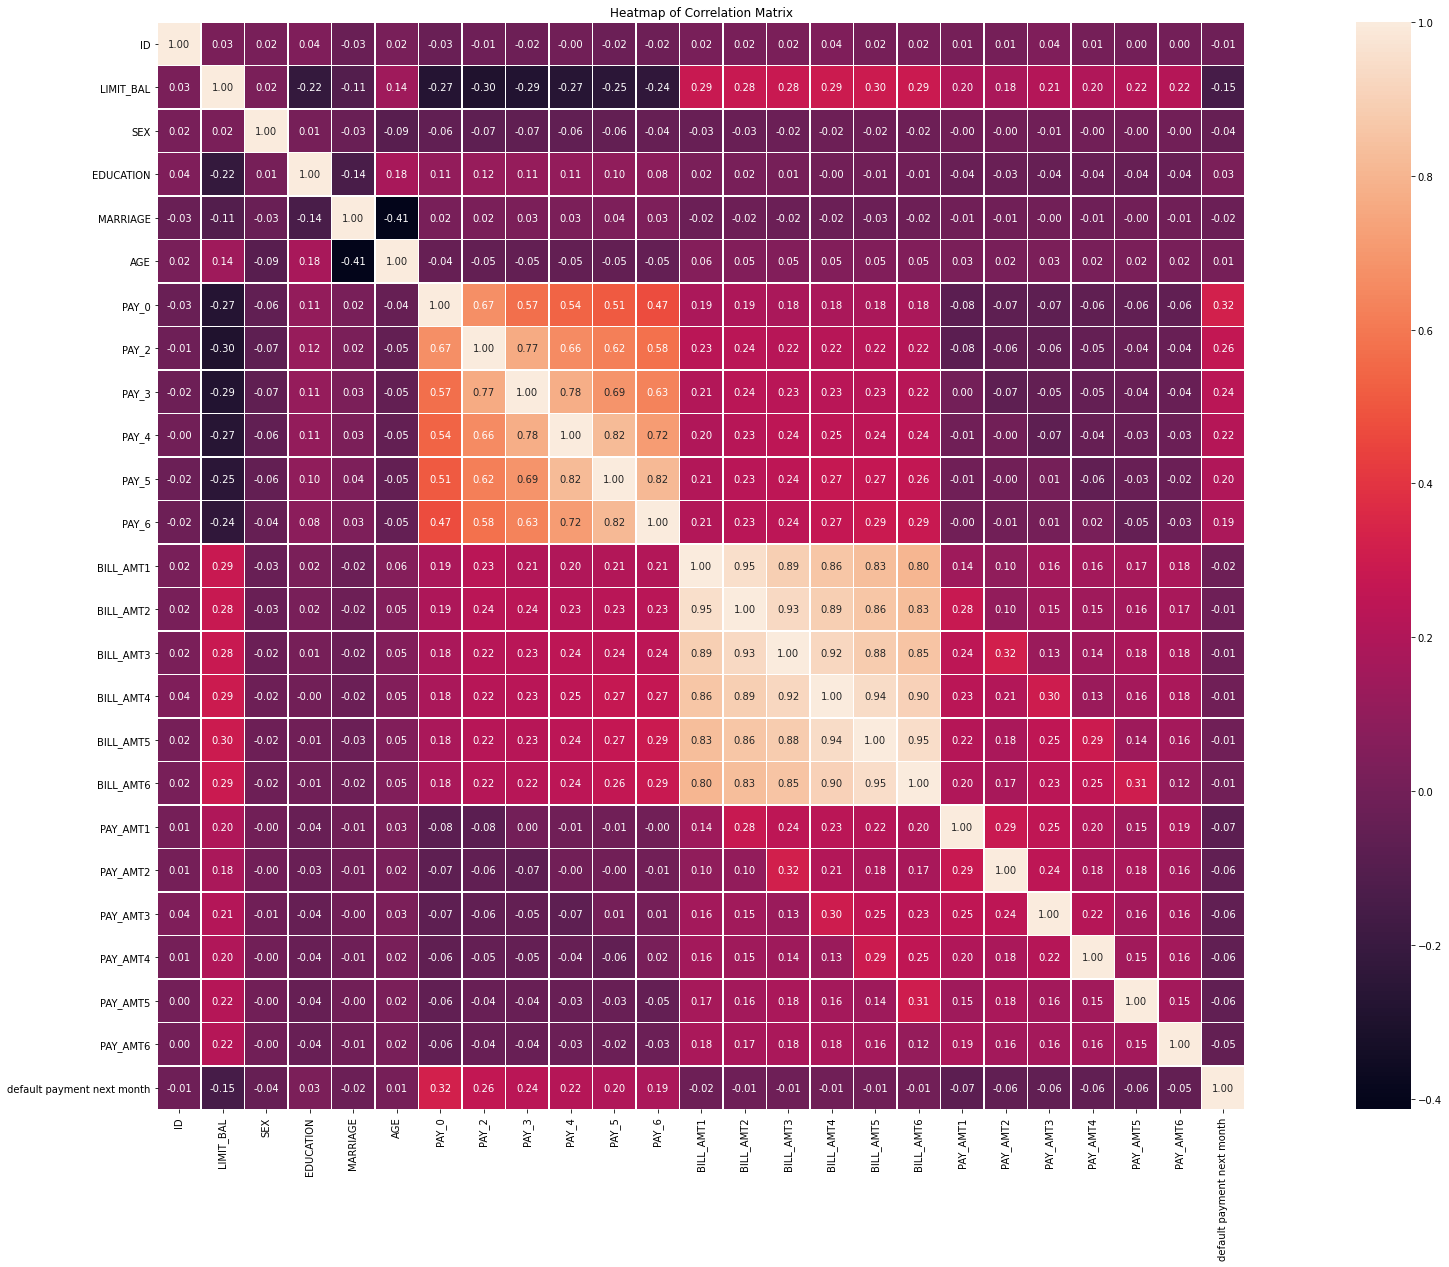 Heatmap of Correlation Matrix
ID 1.00 0.03 0.02 0.04 -0.03 0.02 -0.03 -0.01 -0.02 -0.00 -0.02 -0.02 0.02 0.02 0.02 0.04 0.02 0.02 0.01 0.01 0.04 0.01 0.00 0.00 -0.01
LIMIT_BAL 0.03 1.00 0.02 -0.22 -0.11 0.14 -0.27 -0.30 -0.29 -0.27 -0.25 -0.24 0.29 0.28 0.28 0.29 0.30 0.29 0.20 0.18 0.21 0.20 0.22 0.22 -0.15
SEX 0.02 0.02 1.00 0.01 -0.03 -0.09 -0.06 -0.07 -0.07 -0.06 -0.06 -0.04 -0.03 -0.03 -0.02 -0.02 -0.02 -0.02 -0.00 -0.00 -0.01 -0.00 -0.00 -0.00 -0.04
EDUCATION 0.04 -0.22 0.01 1.00 -0.14 0.18 0.11 0.12 0.11 0.11 0.10 0.08 0.02 0.02 0.01 -0.00 -0.01 -0.01 -0.04 -0.03 -0.04 -0.04 -0.04 -0.04 0.03
MARRIAGE -0.03 -0.11 -0.03 -0.14 1.00 -0.41 0.02 0.02 0.03 0.03 0.04 0.03 -0.02 -0.02 -0.02 -0.02 -0.03 -0.02 -0.01 -0.01 -0.00 -0.01 -0.00 -0.01 -0.02
AGE 0.02 0.14 -0.09 0.18 -0.41 1.00 -0.04 -0.05 -0.05 -0.05 -0.05 -0.05 0.06 0.05 0.05 0.05 0.05 0.05 0.03 0.02 0.03 0.02 0.02 0.02 0.01
PAY_0 -0.03 -0.27 -0.06 0.11 0.02 -0.04 1.00 0.67 0.57 0.54 0.51 0.47 0.19 0.19 0.18 0.18 0.18 0.18 -0.08 -0.07 -0.07 -0.06 -0.06 -0.06 0.32
PAY_2 -0.01 -0.30 -0.07 0.12 0.02 -0.05 0.67 1.00 0.77 0.66 0.62 0.58 0.23 0.24 0.22 0.22 0.22 0.22 -0.08 -0.06 -0.06 -0.05 -0.04 -0.04 0.26
PAY_3 -0.02 -0.29 -0.07 0.11 0.03 -0.05 0.57 0.77 1.00 0.78 0.69 0.63 0.21 0.24 0.23 0.23 0.23 0.22 0.00 -0.07 -0.05 -0.05 -0.04 -0.04 0.24
PAY_4 -0.00 -0.27 -0.06 0.11 0.03 -0.05 0.54 0.66 0.78 1.00 0.82 0.72 0.20 0.23 0.24 0.25 0.24 0.24 -0.01 -0.00 -0.07 -0.04 -0.03 -0.03 0.22
PAY_5 -0.02 -0.25 -0.06 0.10 0.04 -0.05 0.51 0.62 0.69 0.82 1.00 0.82 0.21 0.23 0.24 0.27 0.27 0.26 -0.01 -0.00 0.01 -0.06 -0.03 -0.02 0.20
PAY_6 -0.02 -0.24 -0.04 0.08 0.03 -0.05 0.47 0.58 0.63 0.72 0.82 1.00 0.21 0.23 0.24 0.27 0.29 0.29 -0.00 -0.01 0.01 0.02 -0.05 -0.03 0.19
BILL_AMT1 0.02 0.29 -0.03 0.02 -0.02 0.06 0.19 0.23 0.21 0.20 0.21 0.21 1.00 0.95 0.89 0.86 0.83 0.80 0.14 0.10 0.16 0.16 0.17 0.18 -0.02
BILL_AMT2 0.02 0.28 -0.03 0.02 -0.02 0.05 0.19 0.24 0.24 0.23 0.23 0.23 0.95 1.00 0.93 0.89 0.86 0.83 0.28 0.10 0.15 0.15 0.16 0.17 -0.01
BILL_AMT3 0.02 0.28 -0.02 0.01 -0.02 0.05 0.18 0.22 0.23 0.24 0.24 0.24 0.89 0.93 1.00 0.92 0.88 0.85 0.24 0.32 0.13 0.14 0.18 0.18 -0.01
BILL_AMT4 0.04 0.29 -0.02 -0.00 -0.02 0.05 0.18 0.22 0.23 0.25 0.27 0.27 0.86 0.89 0.92 1.00 0.94 0.90 0.23 0.21 0.30 0.13 0.16 0.18 -0.01
BILL_AMT5 0.02 0.30 -0.02 -0.01 -0.03 0.05 0.18 0.22 0.23 0.24 0.27 0.29 0.83 0.86 0.88 0.94 1.00 0.95 0.22 0.18 0.25 0.29 0.14 0.16 -0.01
BILL_AMT6 0.02 0.29 -0.02 -0.01 -0.02 0.05 0.18 0.22 0.22 0.24 0.26 0.29 0.80 0.83 0.85 0.90 0.95 1.00 0.20 0.17 0.23 0.25 0.31 0.12 -0.01
PAY_AMT1 0.01 0.20 -0.00 -0.04 -0.01 0.03 -0.08 -0.08 0.00 -0.01 -0.01 -0.00 0.14 0.28 0.24 0.23 0.22 0.20 1.00 0.29 0.25 0.20 0.15 0.19 -0.07
PAY_AMT2 0.01 0.18 -0.00 -0.03 -0.01 0.02 -0.07 -0.06 -0.07 -0.00 -0.00 -0.01 0.10 0.10 0.32 0.21 0.18 0.17 0.29 1.00 0.24 0.18 0.18 0.16 -0.06
PAY_AMT3 0.04 0.21 -0.01 -0.04 -0.00 0.03 -0.07 -0.06 -0.05 -0.07 0.01 0.01 0.16 0.15 0.13 0.30 0.25 0.23 0.25 0.24 1.00 0.22 0.16 0.16 -0.06
PAY_AMT4 0.01 0.20 -0.00 -0.04 -0.01 0.02 -0.06 -0.05 -0.05 -0.04 -0.06 0.02 0.16 0.15 0.14 0.13 0.29 0.25 0.20 0.18 0.22 1.00 0.15 0.16 -0.06
PAY_AMT5 0.00 0.22 -0.00 -0.04 -0.00 0.02 -0.06 -0.04 -0.04 -0.03 -0.03 -0.05 0.17 0.16 0.18 0.16 0.14 0.31 0.15 0.18 0.16 0.15 1.00 0.15 -0.06
PAY_AMT6 0.00 0.22 -0.00 -0.04 -0.01 0.02 -0.06 -0.04 -0.04 -0.03 -0.02 -0.03 0.18 0.17 0.18 0.18 0.16 0.12 0.19 0.16 0.16 0.16 0.15 1.00 -0.05
default payment next month -0.01 -0.15 -0.04 0.03 -0.02 0.01 0.32 0.26 0.24 0.22 0.20 0.19 -0.02 -0.01 -0.01 -0.01 -0.01 -0.01 -0.07 -0.06 -0.06 -0.06 -0.06 -0.05 1.00
ID LIMIT_BAL SEX EDUCATION MARRIAGE AGE PAY_0 PAY_2 PAY_3 PAY_4 PAY_5 PAY_6 BILL_AMT1 BILL_AMT2 BILL_AMT3 BILL_AMT4 BILL_AMT5 BILL_AMT6 PAY_AMT1 PAY_AMT2 PAY_AMT3 PAY_AMT4 PAY_AMT5 PAY_AMT6 default payment next month
1.0
0.8
0.6
0.4
0.2
0.0
−0.2
−0.4